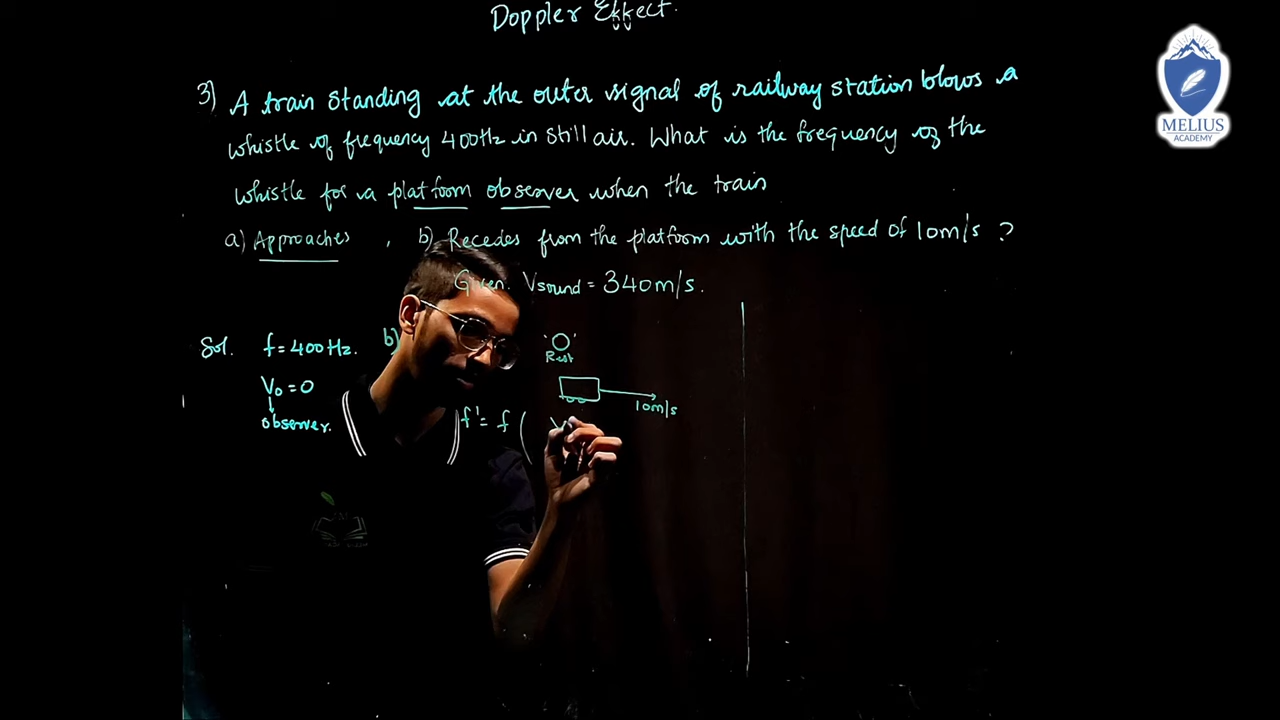 Doppler Effect.
3) A train standing at the outer signal of railway station blows a
whistle of frequency 400Hz in still air. What is the frequency of the
whistle for a platform observer when the train
a) Approaches , b) Recedes from the platform with the speed of 10m/s ?
Given. Vsound = 340m/s.
Sol. f = 400Hz. b)
Rest
V0 = 0
10m/s
observer.
f' = f (
MELIUS
ACADEMY